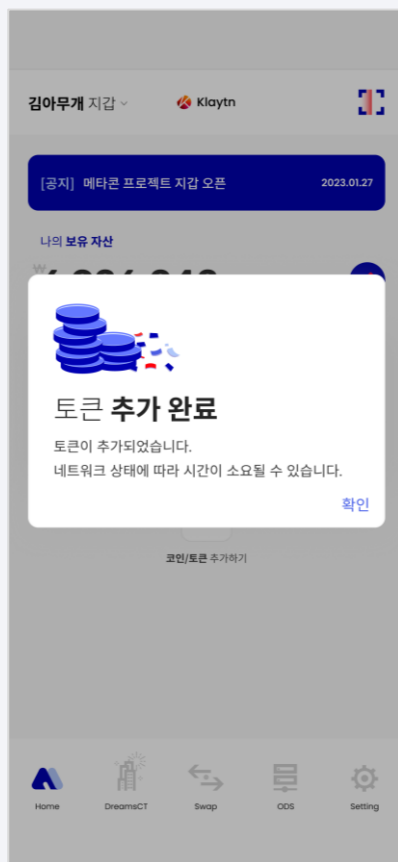 김아무개 지갑
Klaytn
[공지] 메타콘 프로젝트 지갑 오픈 2023.01.27
나의 보유 자산
토큰 추가 완료
토큰이 추가되었습니다.
네트워크 상태에 따라 시간이 소요될 수 있습니다.
확인
코인/토큰 추가하기
Home DreamsCT Swap ODS Setting